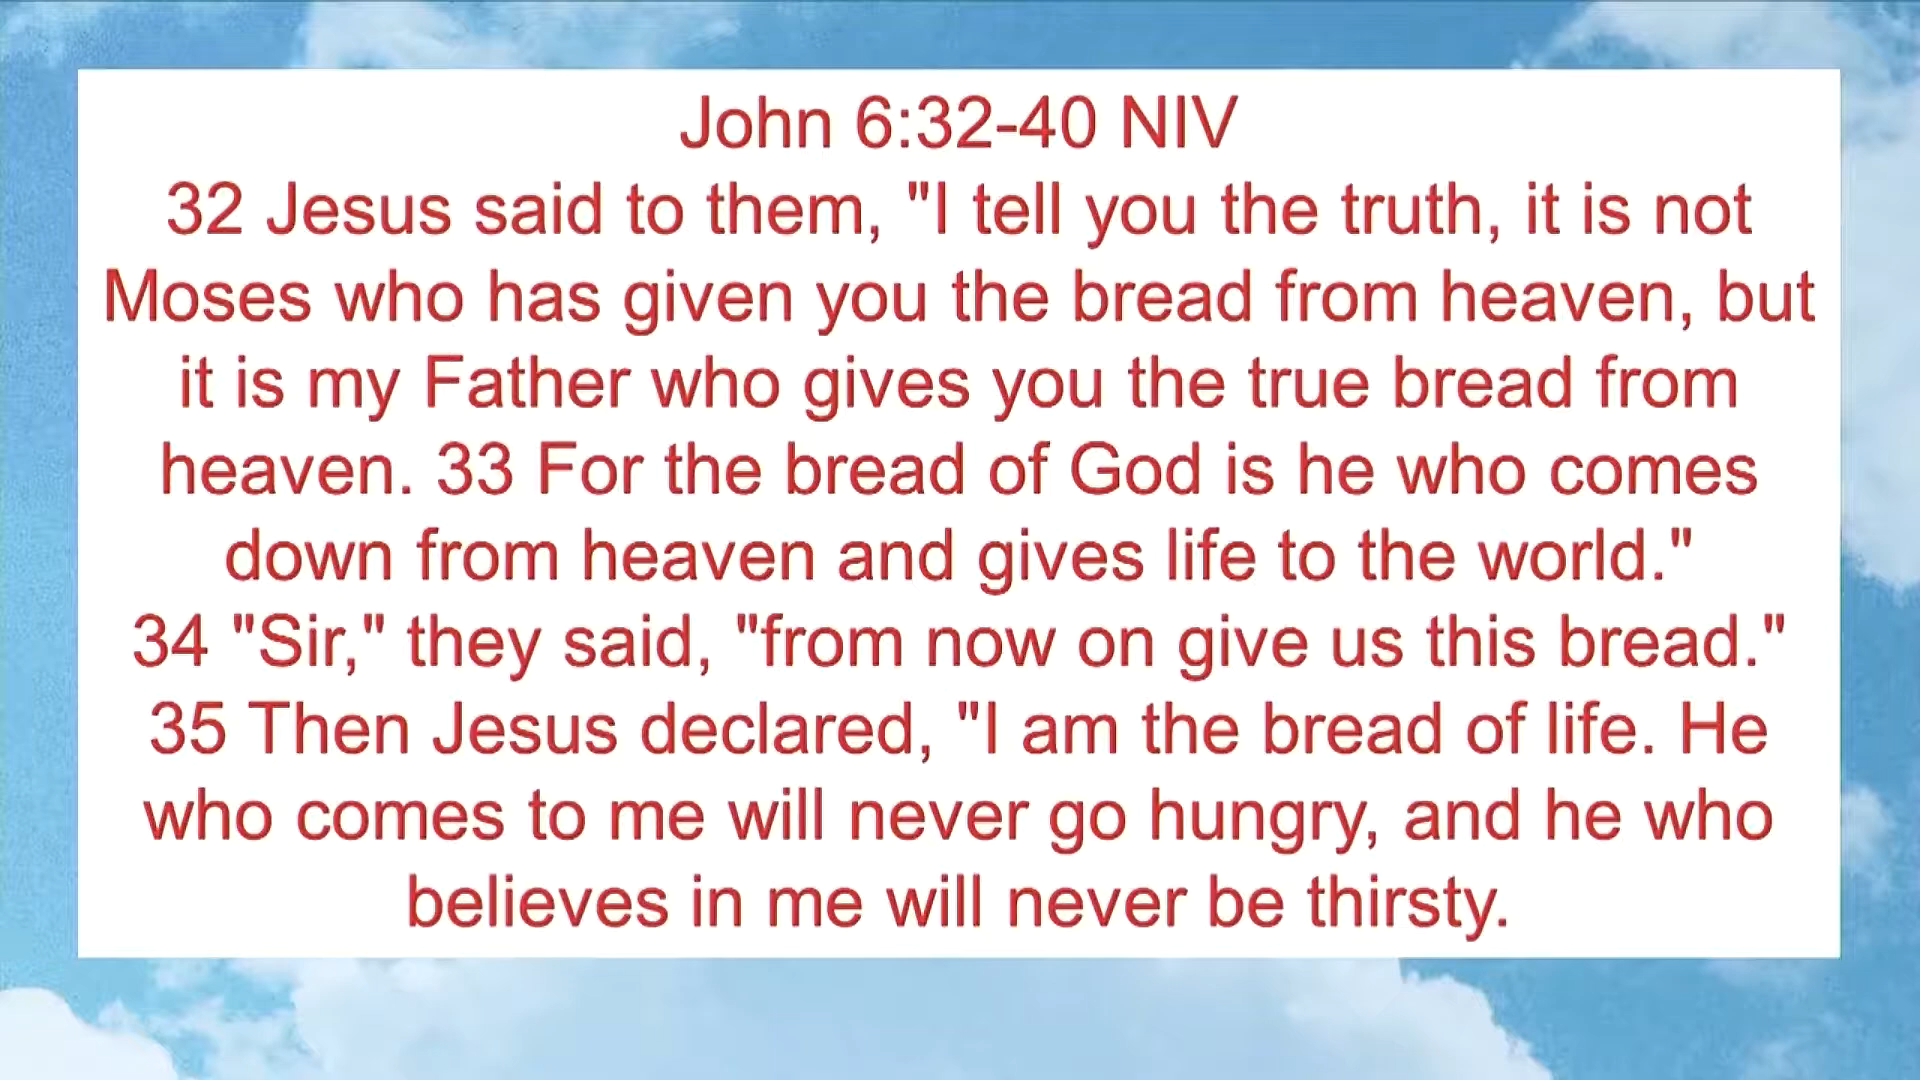 John 6:32-40 NIV
32 Jesus said to them, "I tell you the truth, it is not
Moses who has given you the bread from heaven, but
it is my Father who gives you the true bread from
heaven. 33 For the bread of God is he who comes
down from heaven and gives life to the world."
34 "Sir," they said, "from now on give us this bread."
35 Then Jesus declared, "I am the bread of life. He
who comes to me will never go hungry, and he who
believes in me will never be thirsty.